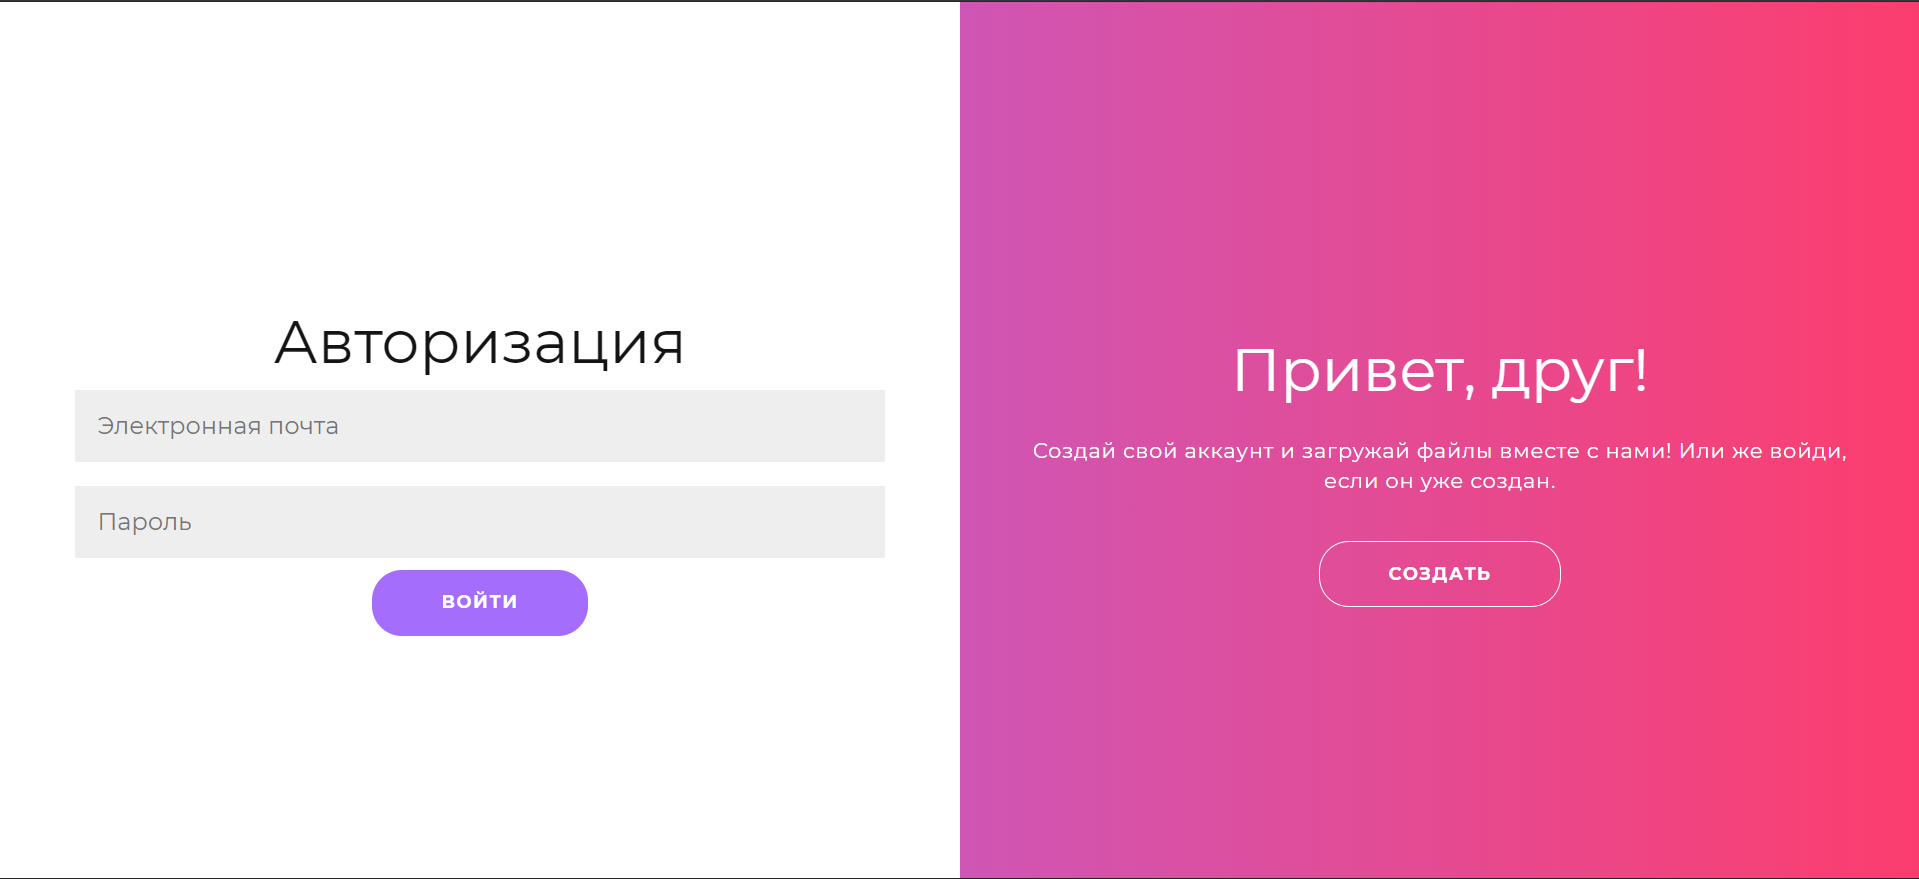 Авторизация
Электронная почта
Пароль
ВОЙТИ
Привет, друг!
Создай свой аккаунт и загружай файлы вместе с нами! Или же войди,
если он уже создан.
СОЗДАТЬ